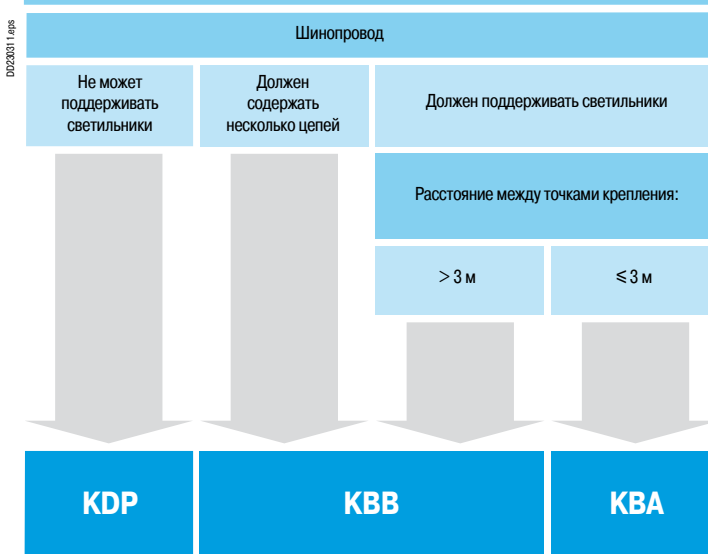 DD230311.eps
Шинопровод
Не может
поддерживать
светильники
Должен
содержать
несколько цепей
Должен поддерживать светильники
Расстояние между точками крепления:
> 3 м
⩽ 3 м
KDP
KBB
KBA